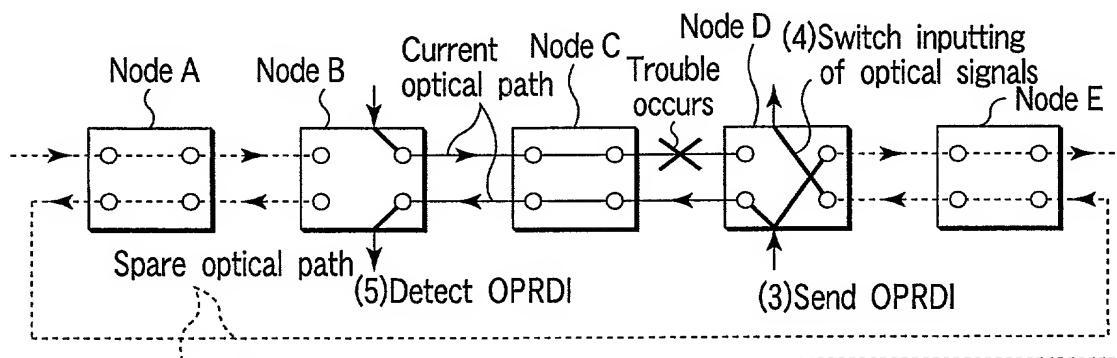 Node A
Node B
Current
optical path
Node C
Trouble
occurs
Node D
(4)Switch inputting
of optical signals
Node E
Spare optical path
(5)Detect OPRDI
(3)Send OPRDI